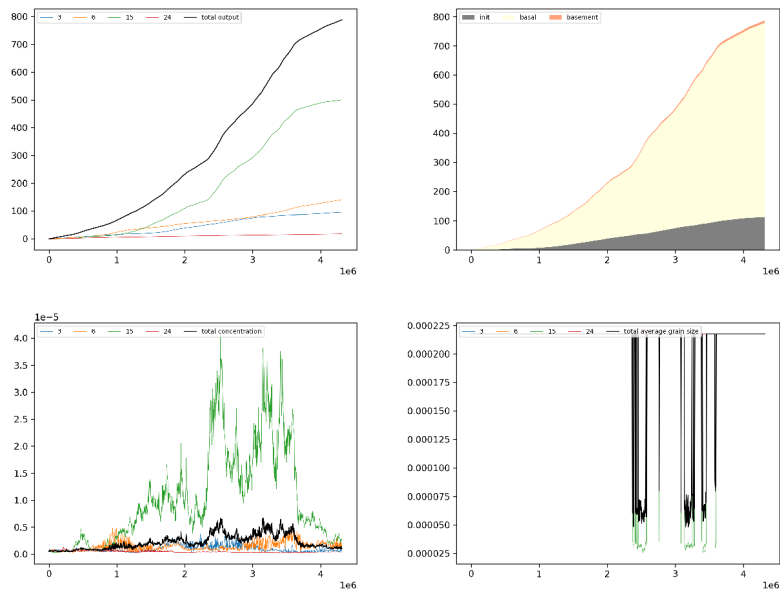 3 6 15 24 total output
800
700
600
500
400
300
200
100
0
0 1 2 3 4
1e6
init basal basement
800
700
600
500
400
300
200
100
0
0 1 2 3 4
1e6
1e−5
3 6 15 24 total concentration
4.0
3.5
3.0
2.5
2.0
1.5
1.0
0.5
0.0
0 1 2 3 4
1e6
3 6 15 24 total average grain size
0.000225
0.000200
0.000175
0.000150
0.000125
0.000100
0.000075
0.000050
0.000025
0 1 2 3 4
1e6